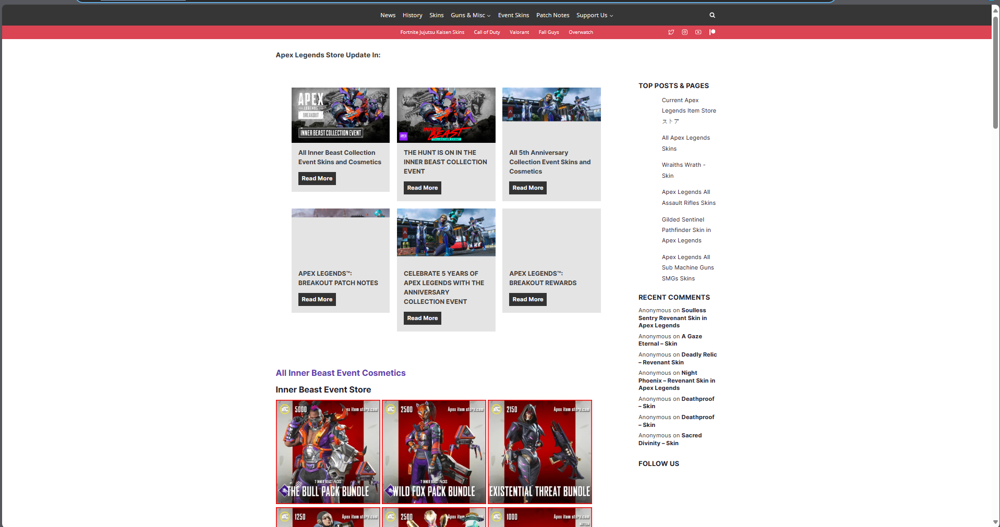 News History Skins Guns & Misc Event Skins Patch Notes Support Us
Fortnite Jujutsu Kaisen Skins Call of Duty Valorant Fall Guys Overwatch
Apex Legends Store Update In:
APEX
LEGENDS
BREAKOUT
INNER BEAST COLLECTION EVENT
All Inner Beast Collection
Event Skins and Cosmetics
Read More
INNER
BEAST
COLLECTION EVENT
APEX
THE HUNT IS ON IN THE
INNER BEAST COLLECTION
EVENT
Read More
All 5th Anniversary
Collection Event Skins and
Cosmetics
Read More
APEX LEGENDS™:
BREAKOUT PATCH NOTES
Read More
CELEBRATE 5 YEARS OF
APEX LEGENDS WITH THE
ANNIVERSARY
COLLECTION EVENT
Read More
APEX LEGENDS™:
BREAKOUT REWARDS
Read More
All Inner Beast Event Cosmetics
Inner Beast Event Store
5000
item store.com
7 INNER BEAST PACKS
THE BULL PACK BUNDLE
2500
Apex item store.com
7 INNER BEAST PACKS
WILD FOX PACK BUNDLE
2150
Apex item store.com
EXISTENTIAL THREAT BUNDLE
1250
Apex item store.com
2500
Apex item
1000
Apex item store.com
WATTSON
TOP POSTS & PAGES
Current Apex
Legends Item Store
ストア
All Apex Legends
Skins
Wraiths Wrath -
Skin
Apex Legends All
Assault Rifles Skins
Gilded Sentinel
Pathfinder Skin in
Apex Legends
Apex Legends All
Sub Machine Guns
SMGs Skins
RECENT COMMENTS
Anonymous on Soulless
Sentry Revenant Skin in
Apex Legends
Anonymous on A Gaze
Eternal – Skin
Anonymous on Deadly Relic
– Revenant Skin
Anonymous on Night
Phoenix – Revenant Skin in
Apex Legends
Anonymous on Deathproof
– Skin
Anonymous on Deathproof
– Skin
Anonymous on Sacred
Divinity – Skin
FOLLOW US